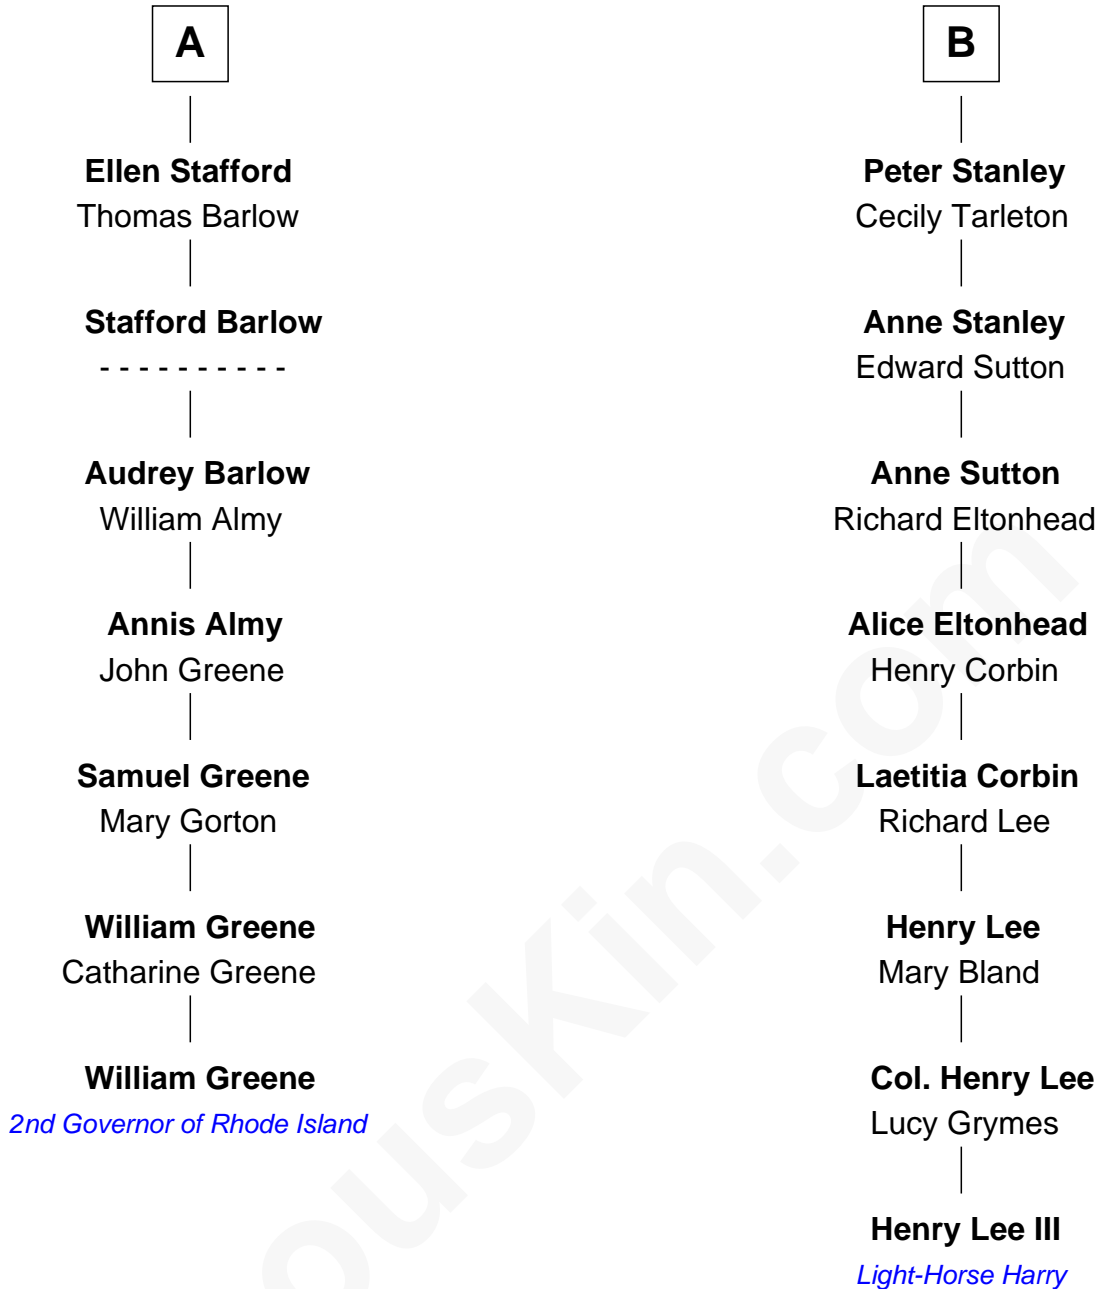 A
Ellen Stafford
Thomas Barlow
Stafford Barlow
- - - - - - - - - -
Audrey Barlow
William Almy
Annis Almy
John Greene
Samuel Greene
Mary Gorton
William Greene
Catharine Greene
William Greene
2nd Governor of Rhode Island
B
Peter Stanley
Cecily Tarleton
Anne Stanley
Edward Sutton
Anne Sutton
Richard Eltonhead
Alice Eltonhead
Henry Corbin
Laetitia Corbin
Richard Lee
Henry Lee
Mary Bland
Col. Henry Lee
Lucy Grymes
Henry Lee III
Light-Horse Harry
ousKin.com